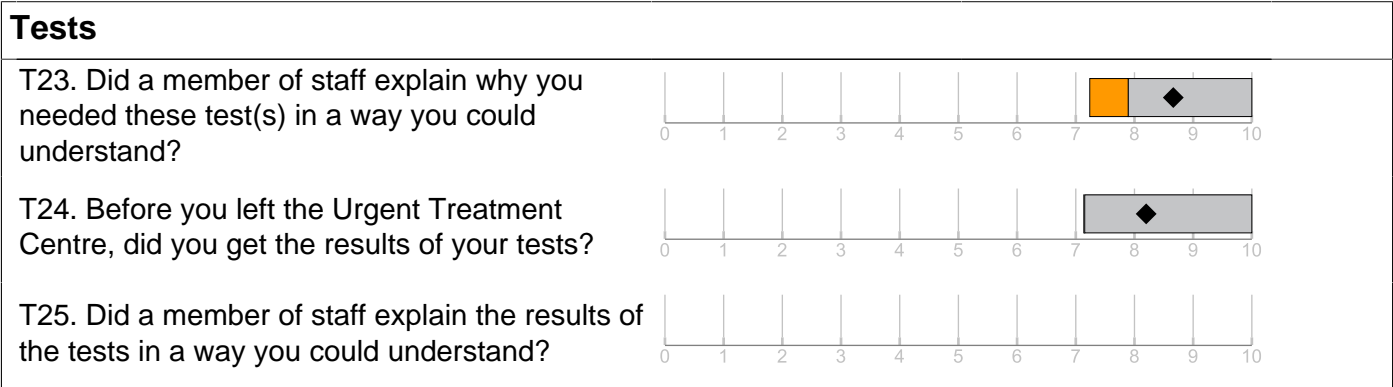 Tests
T23. Did a member of staff explain why you
needed these test(s) in a way you could
understand?
0 1 2 3 4 5 6 7 8 9 10
T24. Before you left the Urgent Treatment
Centre, did you get the results of your tests?
0 1 2 3 4 5 6 7 8 9 10
T25. Did a member of staff explain the results of
the tests in a way you could understand?
0 1 2 3 4 5 6 7 8 9 10